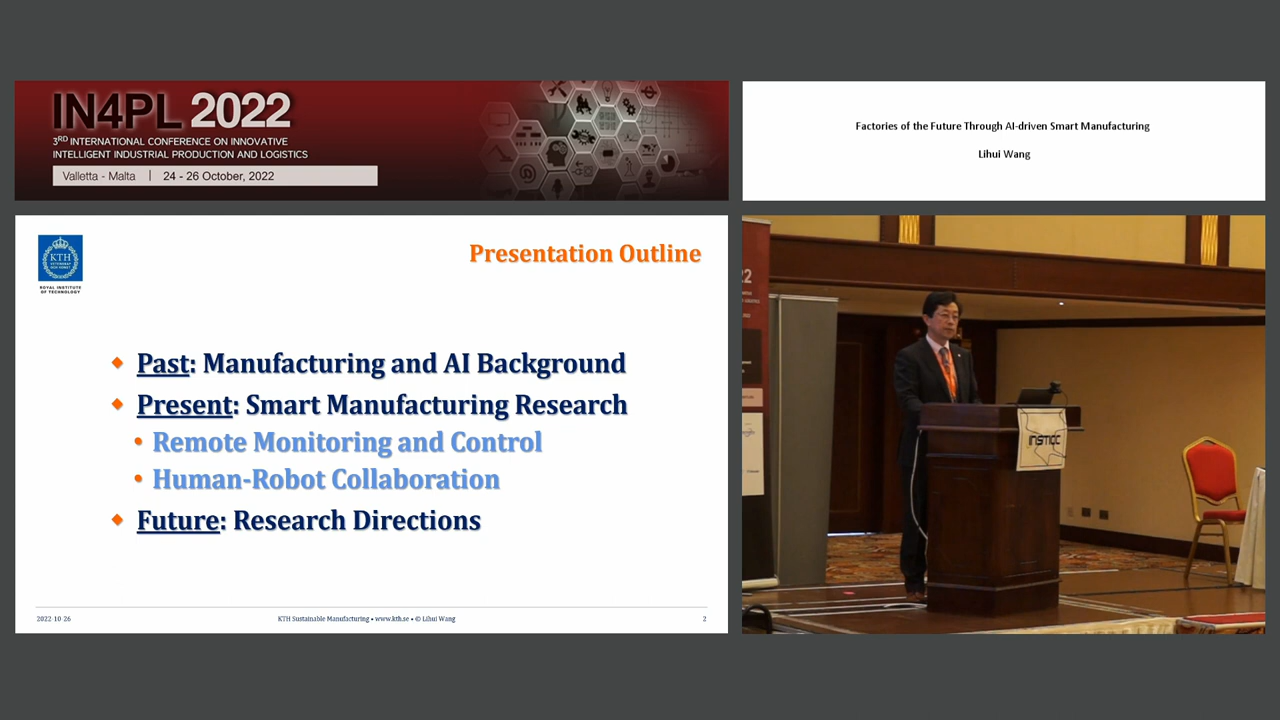 IN4PL 2022
3RD INTERNATIONAL CONFERENCE ON INNOVATIVE
INTELLIGENT INDUSTRIAL PRODUCTION AND LOGISTICS
Valletta - Malta | 24 - 26 October, 2022
Factories of the Future Through AI-driven Smart Manufacturing
Lihui Wang
KTH
ROYAL INSTITUTE
OF TECHNOLOGY
Presentation Outline
Past: Manufacturing and AI Background
Present: Smart Manufacturing Research
Remote Monitoring and Control
Human-Robot Collaboration
Future: Research Directions
2022-10-26
KTH Sustainable Manufacturing • www.kth.se • © Lihui Wang
2
22
INSTICC